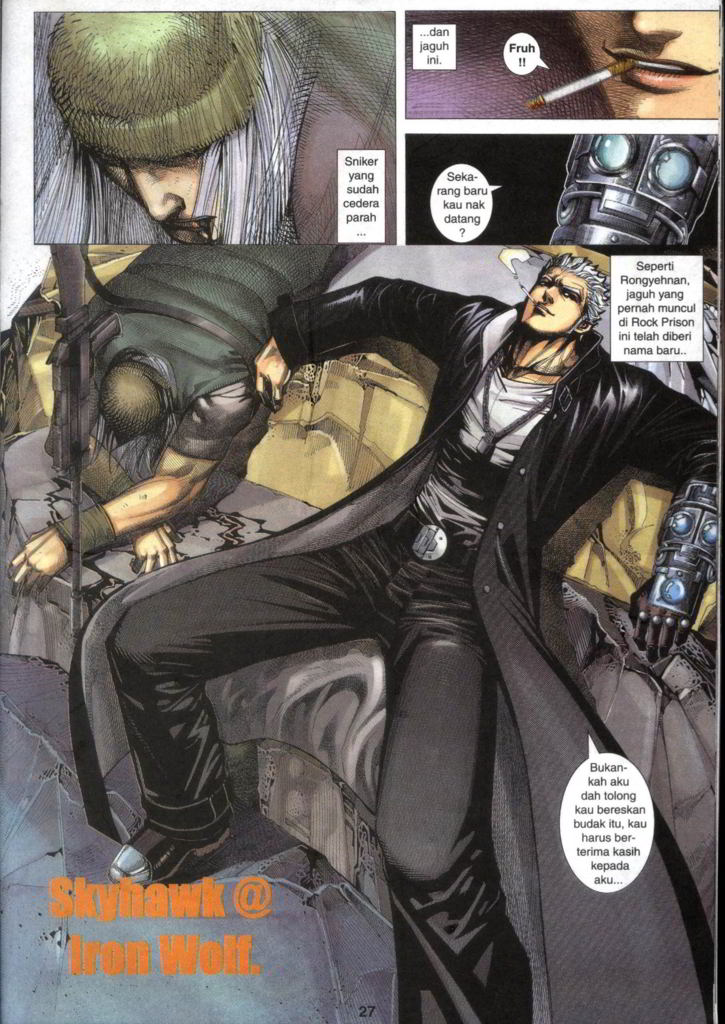 Sniker
yang
sudah
cedera
parah
...
...dan
jaguh
ini.
Fruh
!!
Seka-
rang baru
kau nak
datang
?
Seperti
Rongyehnan,
jaguh yang
pernah muncul
di Rock Prison
ini telah diberi
nama baru..
Bukan-
kah aku
dah tolong
kau bereskan
budak itu, kau
harus ber-
terima kasih
kepada
aku...
Skyhawk @
Iron Wolf.
27